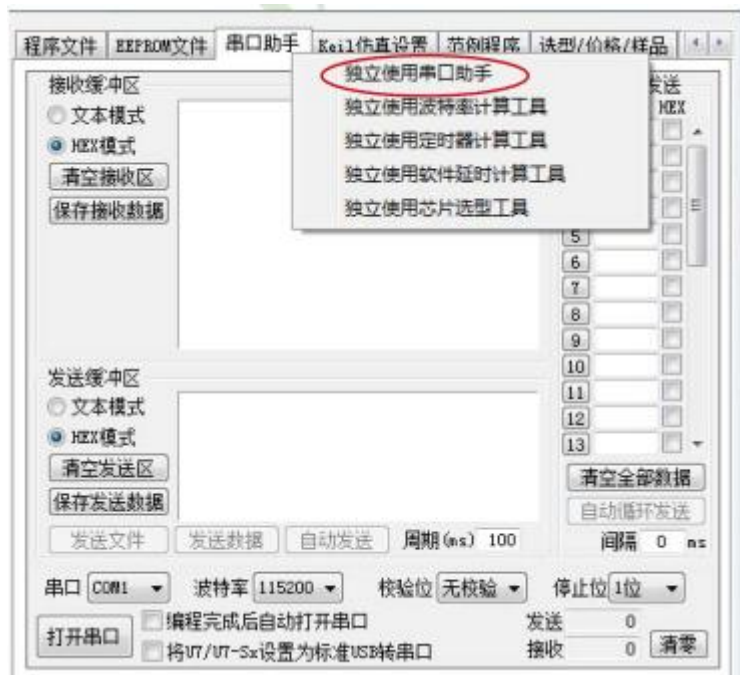 程序文件 EEPROM文件 串口助手 Keil仿真设置 范例程序 选型/价格/样品
独立使用串口助手
独立使用波特率计算工具
独立使用定时器计算工具
独立使用软件延时计算工具
独立使用芯片选型工具
接收缓冲区
文本模式
HEX模式
清空接收区
保存接收数据
发送
HEX
5
6
7
8
9
10
11
12
13
发送缓冲区
文本模式
HEX模式
清空发送区
保存发送数据
清空全部数据
自动循环发送
发送文件 发送数据 自动发送 周期(ms) 100
间隔 0 ms
串口 COM1 波特率 115200 校验位 无校验 停止位 1位
打开串口
编程完成后自动打开串口
将U7/U7-Sx设置为标准USB转串口
发送 0
接收 0
清零